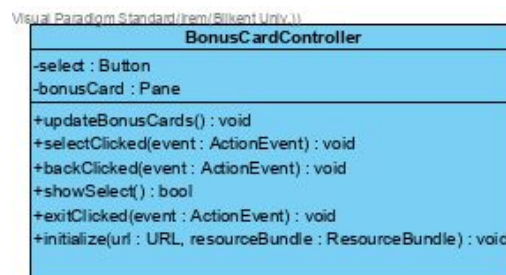 Visual Paradigm Standard(Irem(Bilkent Univ.))
BonusCardController
-select : Button
-bonusCard : Pane
+updateBonusCards() : void
+selectClicked(event : ActionEvent) : void
+backClicked(event : ActionEvent) : void
+showSelect() : bool
+exitClicked(event : ActionEvent) : void
+initialize(url : URL, resourceBundle : ResourceBundle) : void